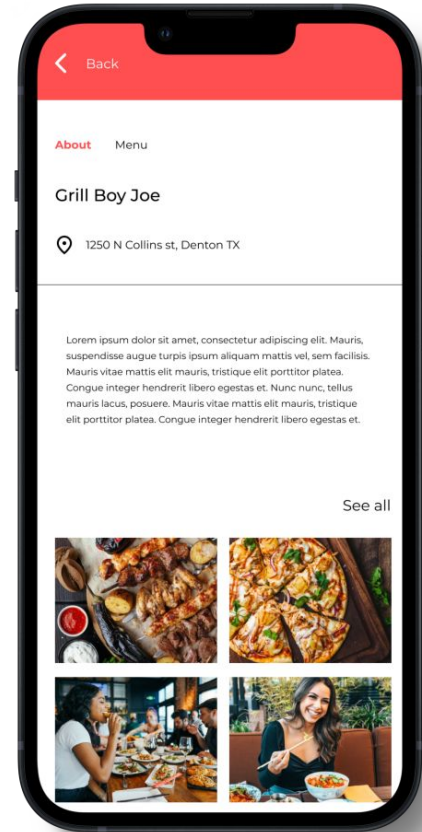 Back
About Menu
Grill Boy Joe
1250 N Collins st, Denton TX
Lorem ipsum dolor sit amet, consectetur adipiscing elit. Mauris,
suspendisse augue turpis ipsum aliquam mattis vel, sem facilisis.
Mauris vitae mattis elit mauris, tristique elit porttitor platea.
Congue integer hendrerit libero egestas et. Nunc nunc, tellus
mauris lacus, posuere. Mauris vitae mattis elit mauris, tristique
elit porttitor platea. Congue integer hendrerit libero egestas et.
See all